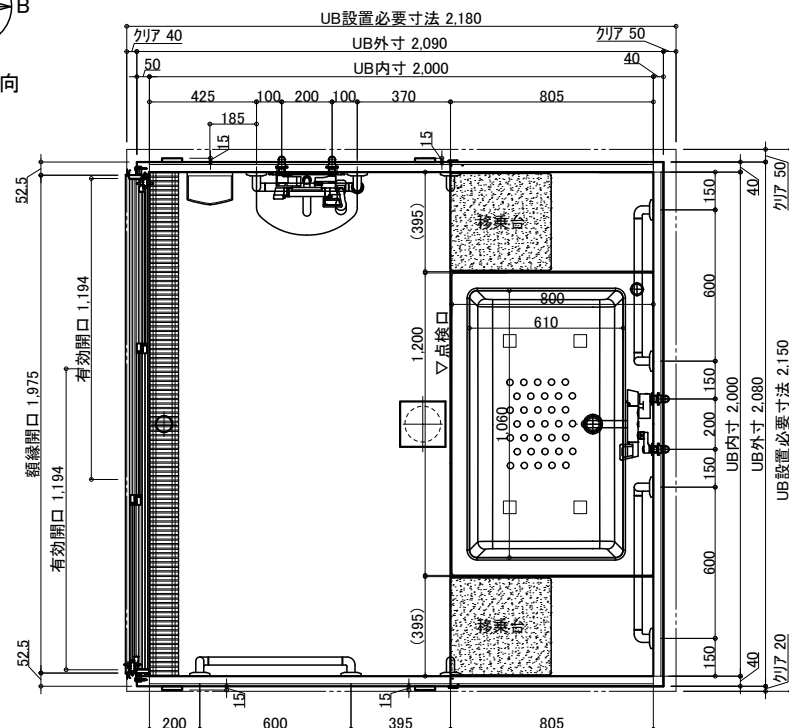 B
向
UB設置必要寸法 2,180
クリア 40
UB外寸 2,090
クリア 50
50
UB内寸 2,000
40
425
100
200
100
370
805
185
15
15
52.5
有効開口 1,194
額縁開口 1,975
有効開口 1,194
52.5
(395)
1,200
(395)
▽点検口
移乗台
800
610
1,060
移乗台
150
600
150
200
150
600
150
40
UB内寸 2,000
40
UB外寸 2,080
クリア 50
UB設置必要寸法 2,150
クリア 20
15
15
200
600
395
805